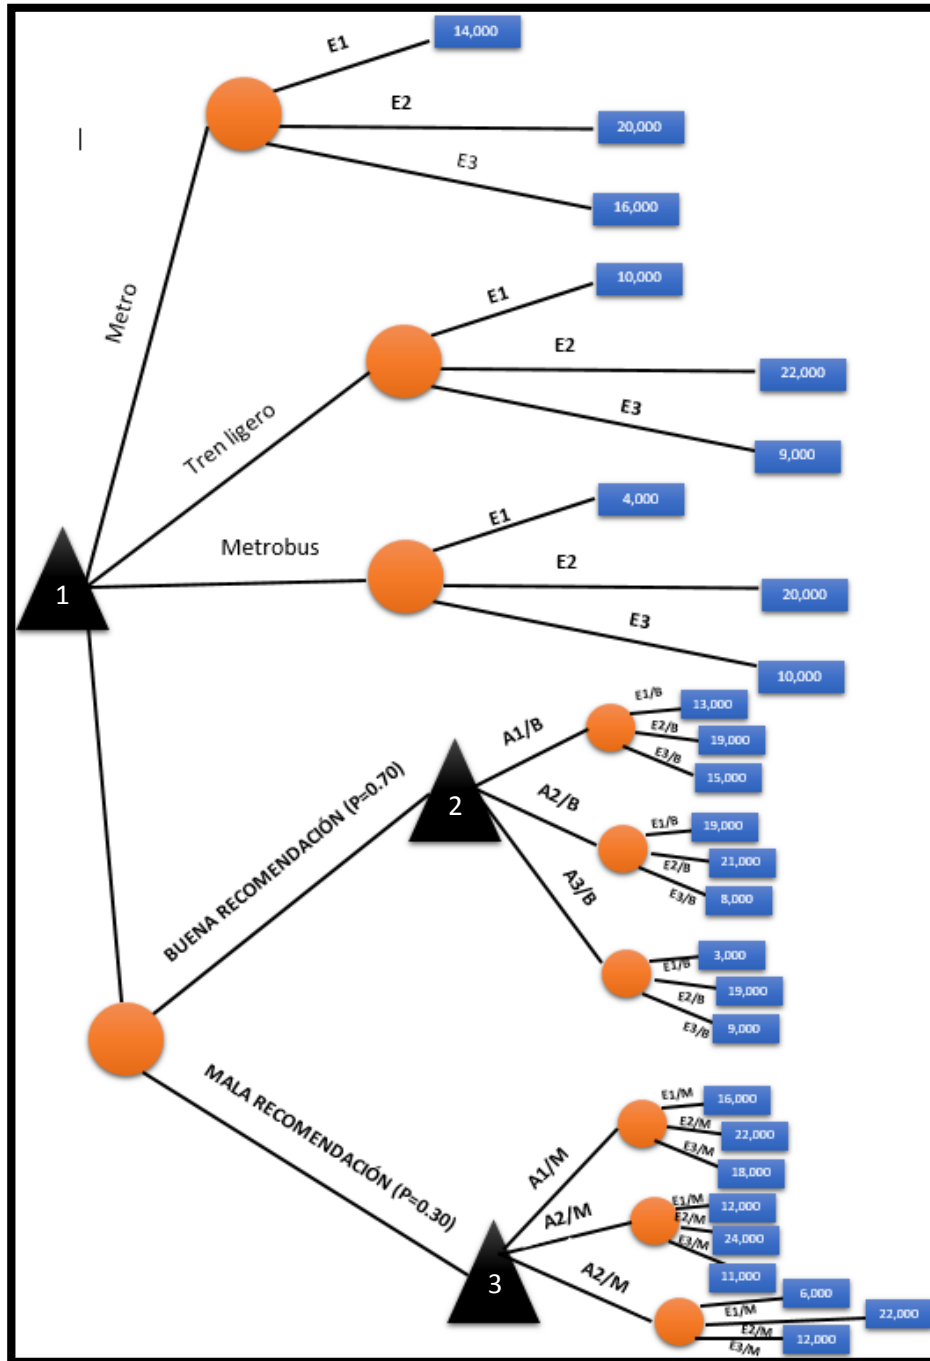 E1
14,000
E2
20,000
E3
16,000
Metro
E1
10,000
E2
22,000
E3
9,000
Tren ligero
E1
4,000
E2
20,000
E3
10,000
Metrobus
1
BUENA RECOMENDACIÓN (P=0.70)
2
A1/B
E1/B
13,000
E2/B
19,000
E3/B
15,000
A2/B
E1/B
19,000
E2/B
21,000
E3/B
8,000
A3/B
E1/B
3,000
E2/B
19,000
E3/B
9,000
MALA RECOMENDACIÓN (P=0.30)
3
A1/M
E1/M
16,000
E2/M
22,000
E3/M
18,000
A2/M
E1/M
12,000
E2/M
24,000
E3/M
11,000
A2/M
E1/M
6,000
E2/M
22,000
E3/M
12,000